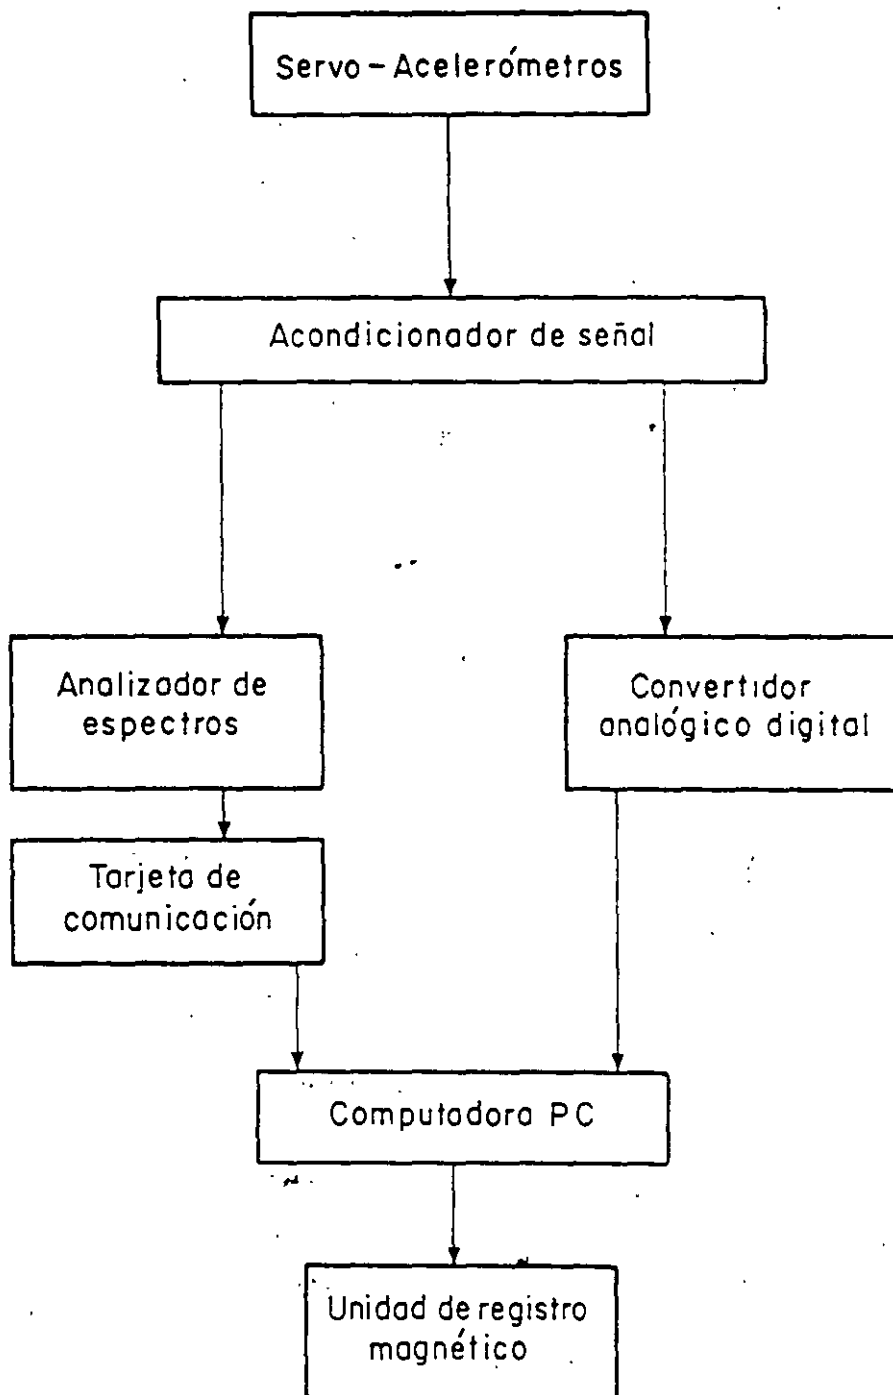 Servo-Acelerómetros
Acondicionador de señal
Analizador de
espectros
Convertidor
analógico digital
Tarjeta de
comunicación
Computadora PC
Unidad de registro
magnético